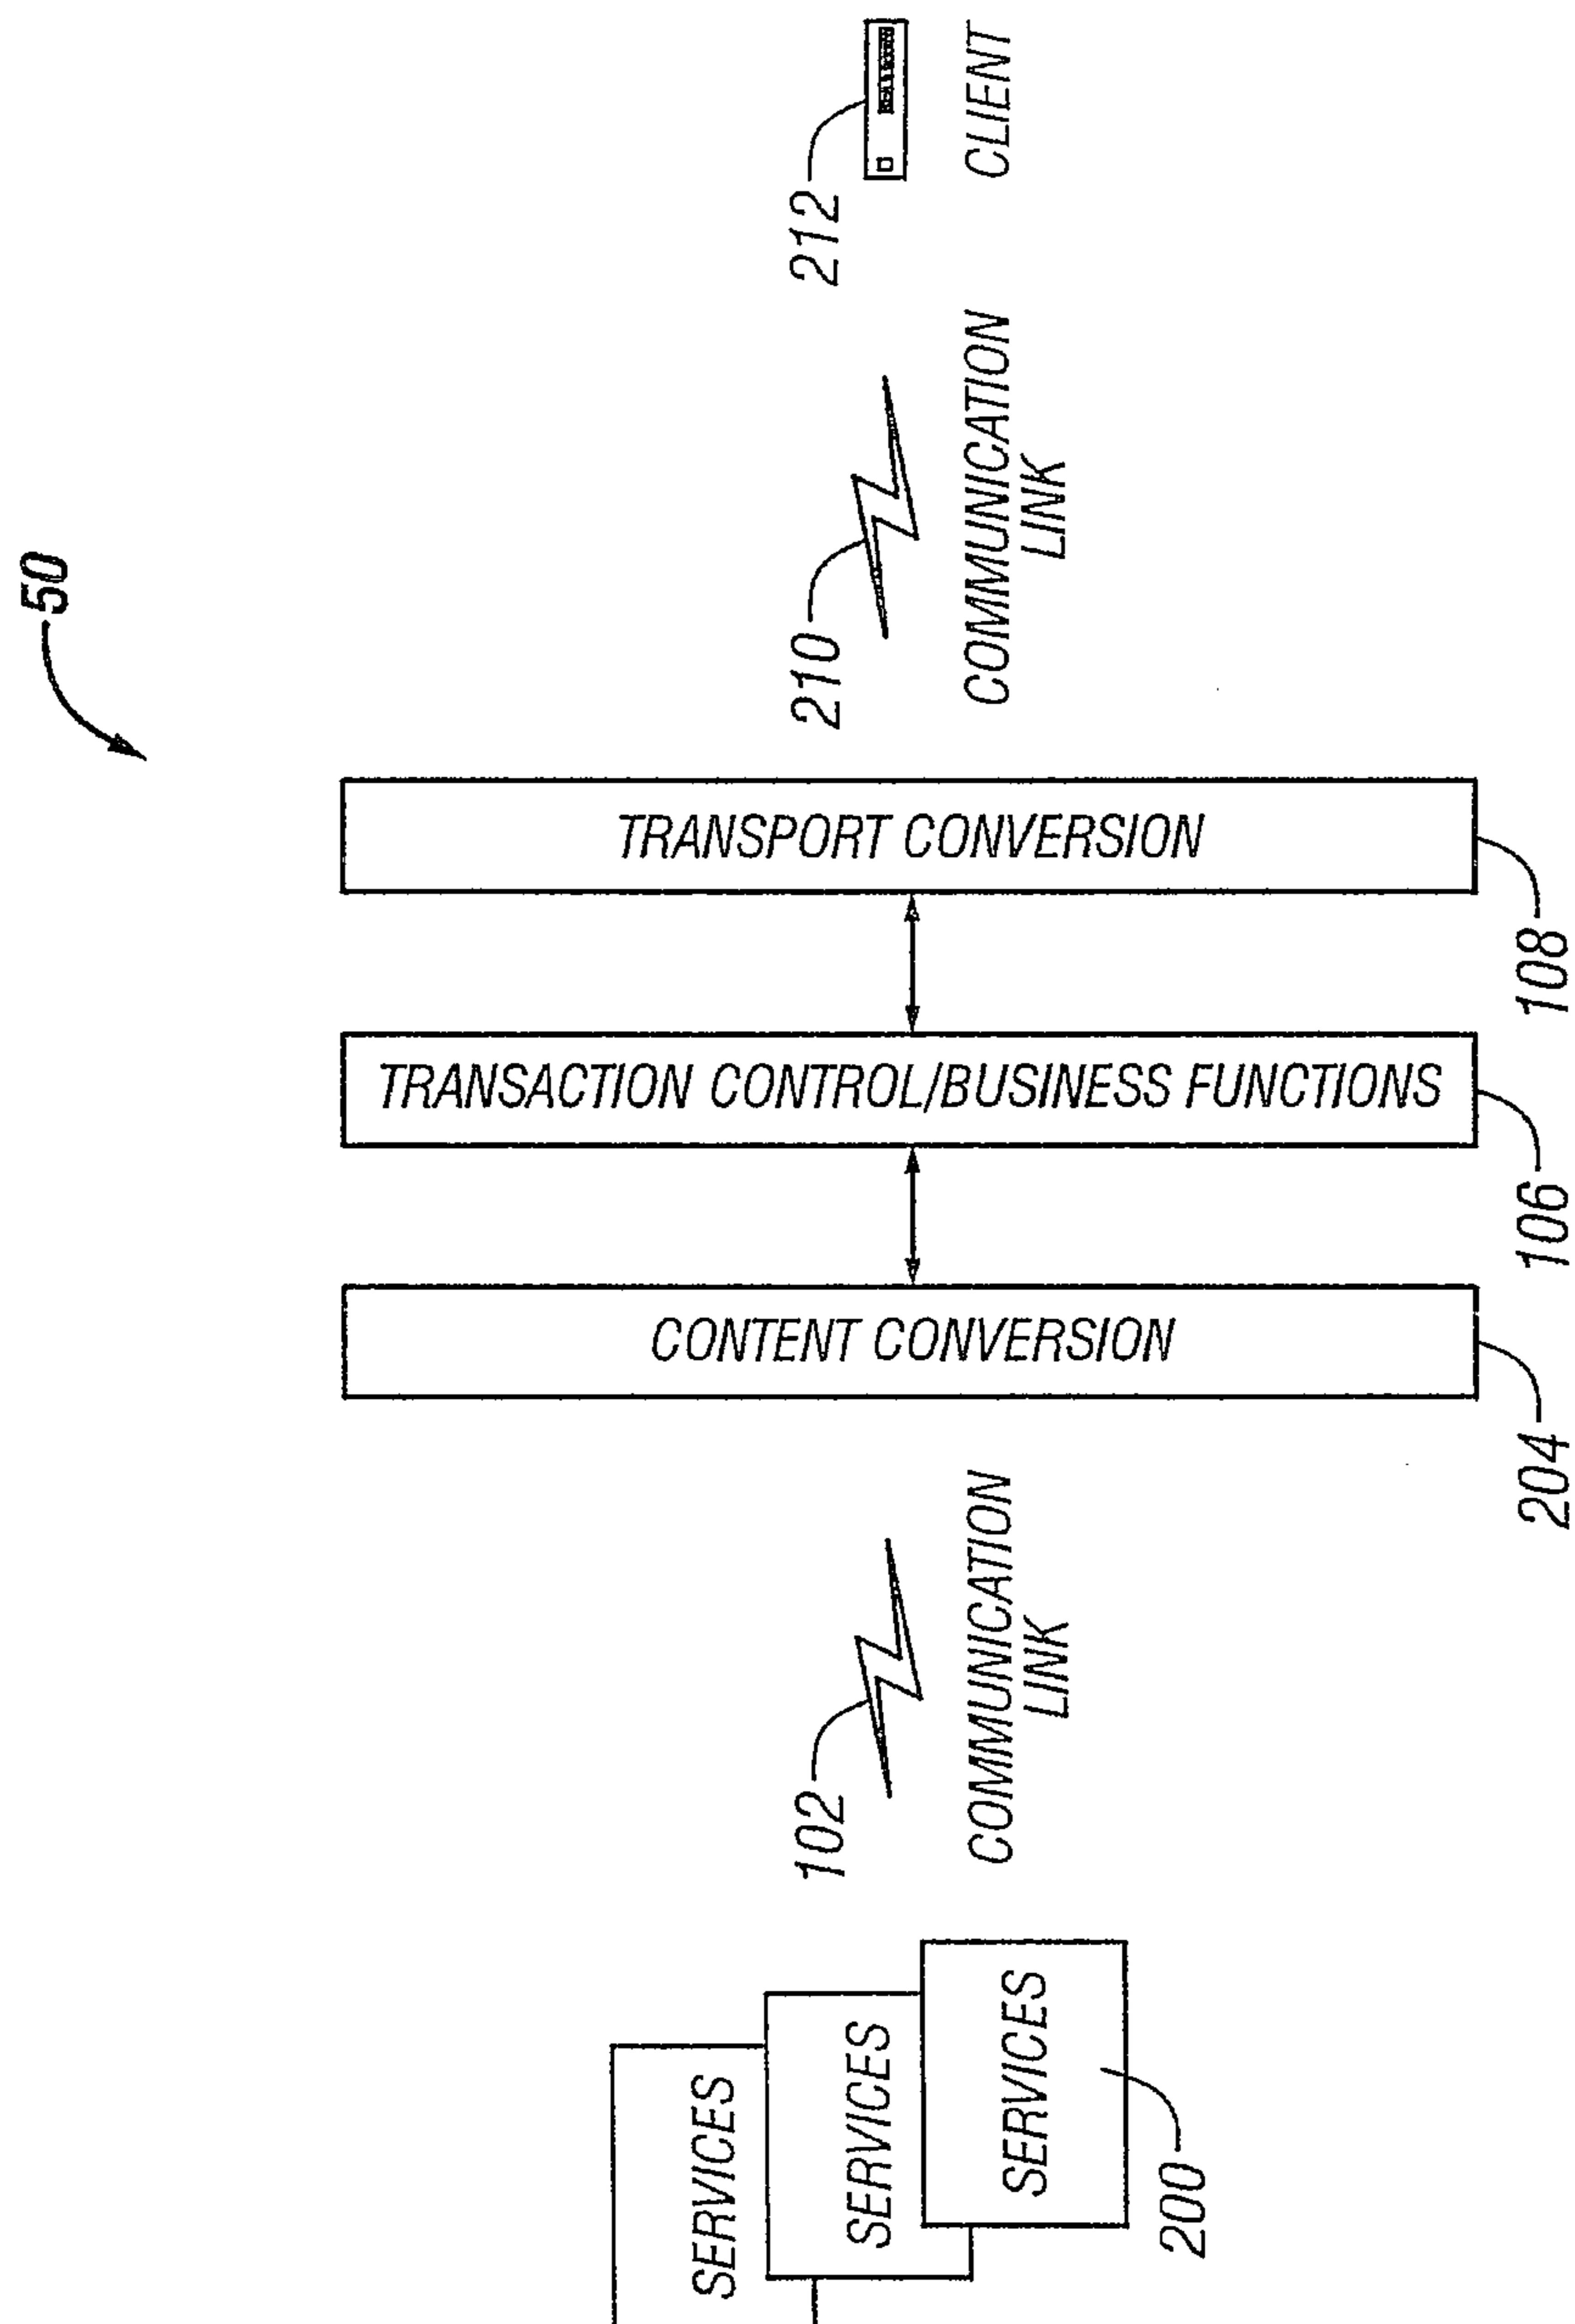 50
212
CLIENT
210
COMMUNICATION
LINK
TRANSPORT CONVERSION
108
TRANSACTION CONTROL/BUSINESS FUNCTIONS
106
CONTENT CONVERSION
204
102
COMMUNICATION
LINK
SERVICES
SERVICES
SERVICES
200